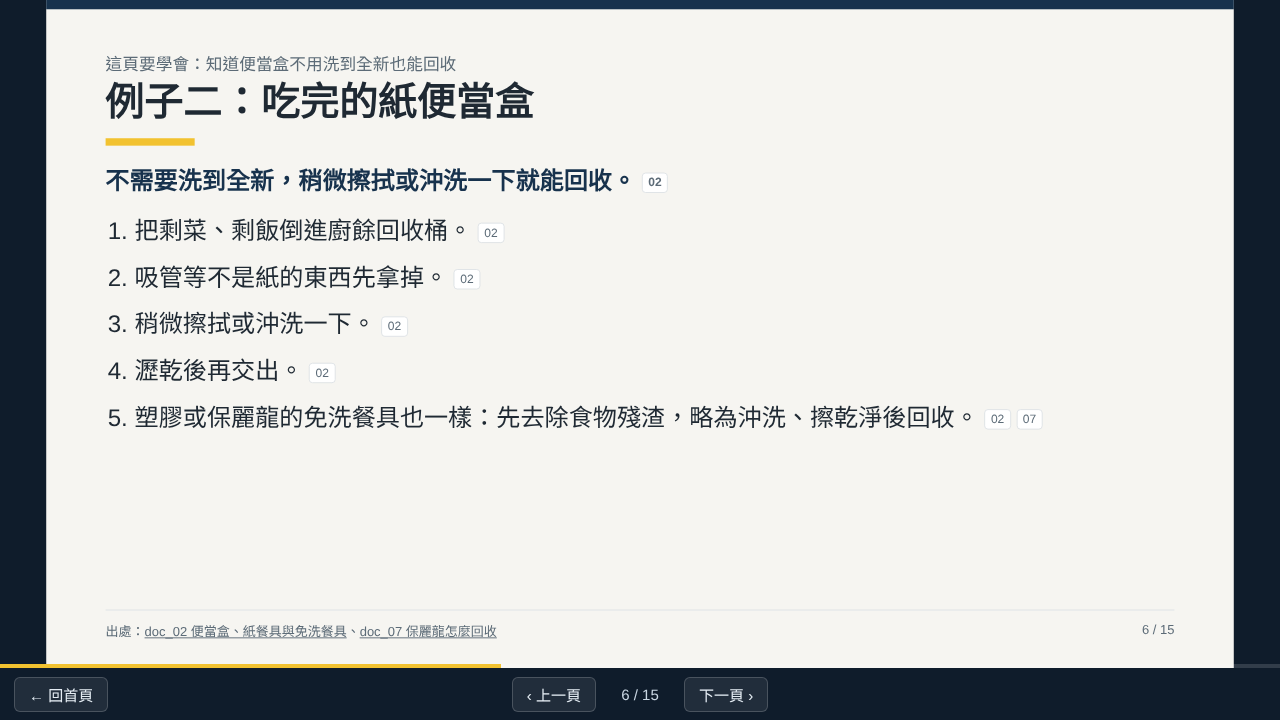 這頁要學會：知道便當盒不用洗到全新也能回收
例子二：吃完的紙便當盒
不需要洗到全新，稍微擦拭或沖洗一下就能回收。 02
1. 把剩菜、剩飯倒進廚餘回收桶。 02
2. 吸管等不是紙的東西先拿掉。 02
3. 稍微擦拭或沖洗一下。 02
4. 瀝乾後再交出。 02
5. 塑膠或保麗龍的免洗餐具也一樣：先去除食物殘渣，略為沖洗、擦乾淨後回收。 02 07
出處：doc_02 便當盒、紙餐具與免洗餐具、doc_07 保麗龍怎麼回收
6 / 15
← 回首頁
‹ 上一頁
6 / 15
下一頁 ›